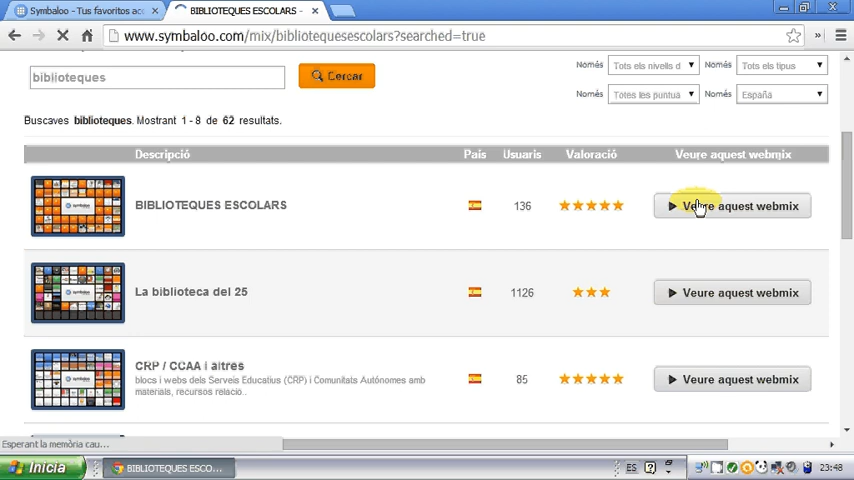 Symbaloo - Tus favoritos ac
BIBLIOTEQUES ESCOLARS -
www.symbaloo.com/mix/bibliotequesescolars?searched=true
biblioteques
Cercar
Només
Tots els nivells d
Només
Tots els tipus
Només
Totes les puntua
Només
España
Buscaves biblioteques. Mostrant 1 - 8 de 62 resultats.
Descripció
País
Usuaris
Valoració
Veure aquest webmix
BIBLIOTEQUES ESCOLARS
136
Veure aquest webmix
La biblioteca del 25
1126
Veure aquest webmix
CRP / CCAA i altres
blocs i webs dels Serveis Educatius (CRP) i Comunitats Autònomes amb
materials, recursos relacio..
85
Veure aquest webmix
Esperant la memòria cau...
Inicia
BIBLIOTEQUES ESCO...
ES
23:48